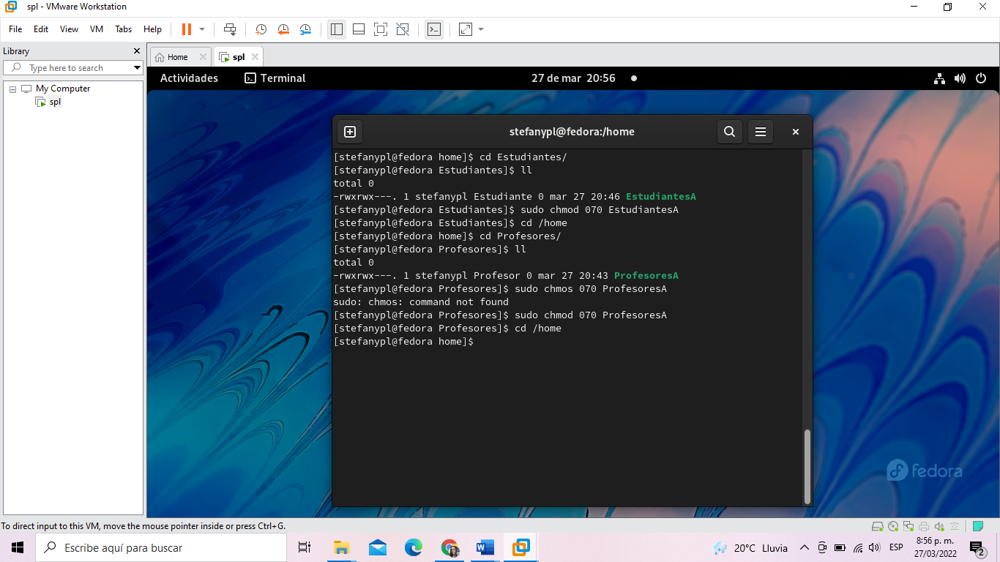 spl - VMware Workstation
File Edit View VM Tabs Help
Library
Type here to search
My Computer
spl
Home
spl
Actividades
Terminal
27 de mar 20:56
stefanypl@fedora:/home
[stefanypl@fedora home]$ cd Estudiantes/
[stefanypl@fedora Estudiantes]$ ll
total 0
-rwxrwx---. 1 stefanypl Estudiante 0 mar 27 20:46 EstudiantesA
[stefanypl@fedora Estudiantes]$ sudo chmod 070 EstudiantesA
[stefanypl@fedora Estudiantes]$ cd /home
[stefanypl@fedora home]$ cd Profesores/
[stefanypl@fedora Profesores]$ ll
total 0
-rwxrwx---. 1 stefanypl Profesor 0 mar 27 20:43 ProfesoresA
[stefanypl@fedora Profesores]$ sudo chmos 070 ProfesoresA
sudo: chmos: command not found
[stefanypl@fedora Profesores]$ sudo chmod 070 ProfesoresA
[stefanypl@fedora Profesores]$ cd /home
[stefanypl@fedora home]$
fedora
To direct input to this VM, move the mouse pointer inside or press Ctrl+G.
Escribe aquí para buscar
20°C Lluvia
ESP
8:56 p. m.
27/03/2022
2